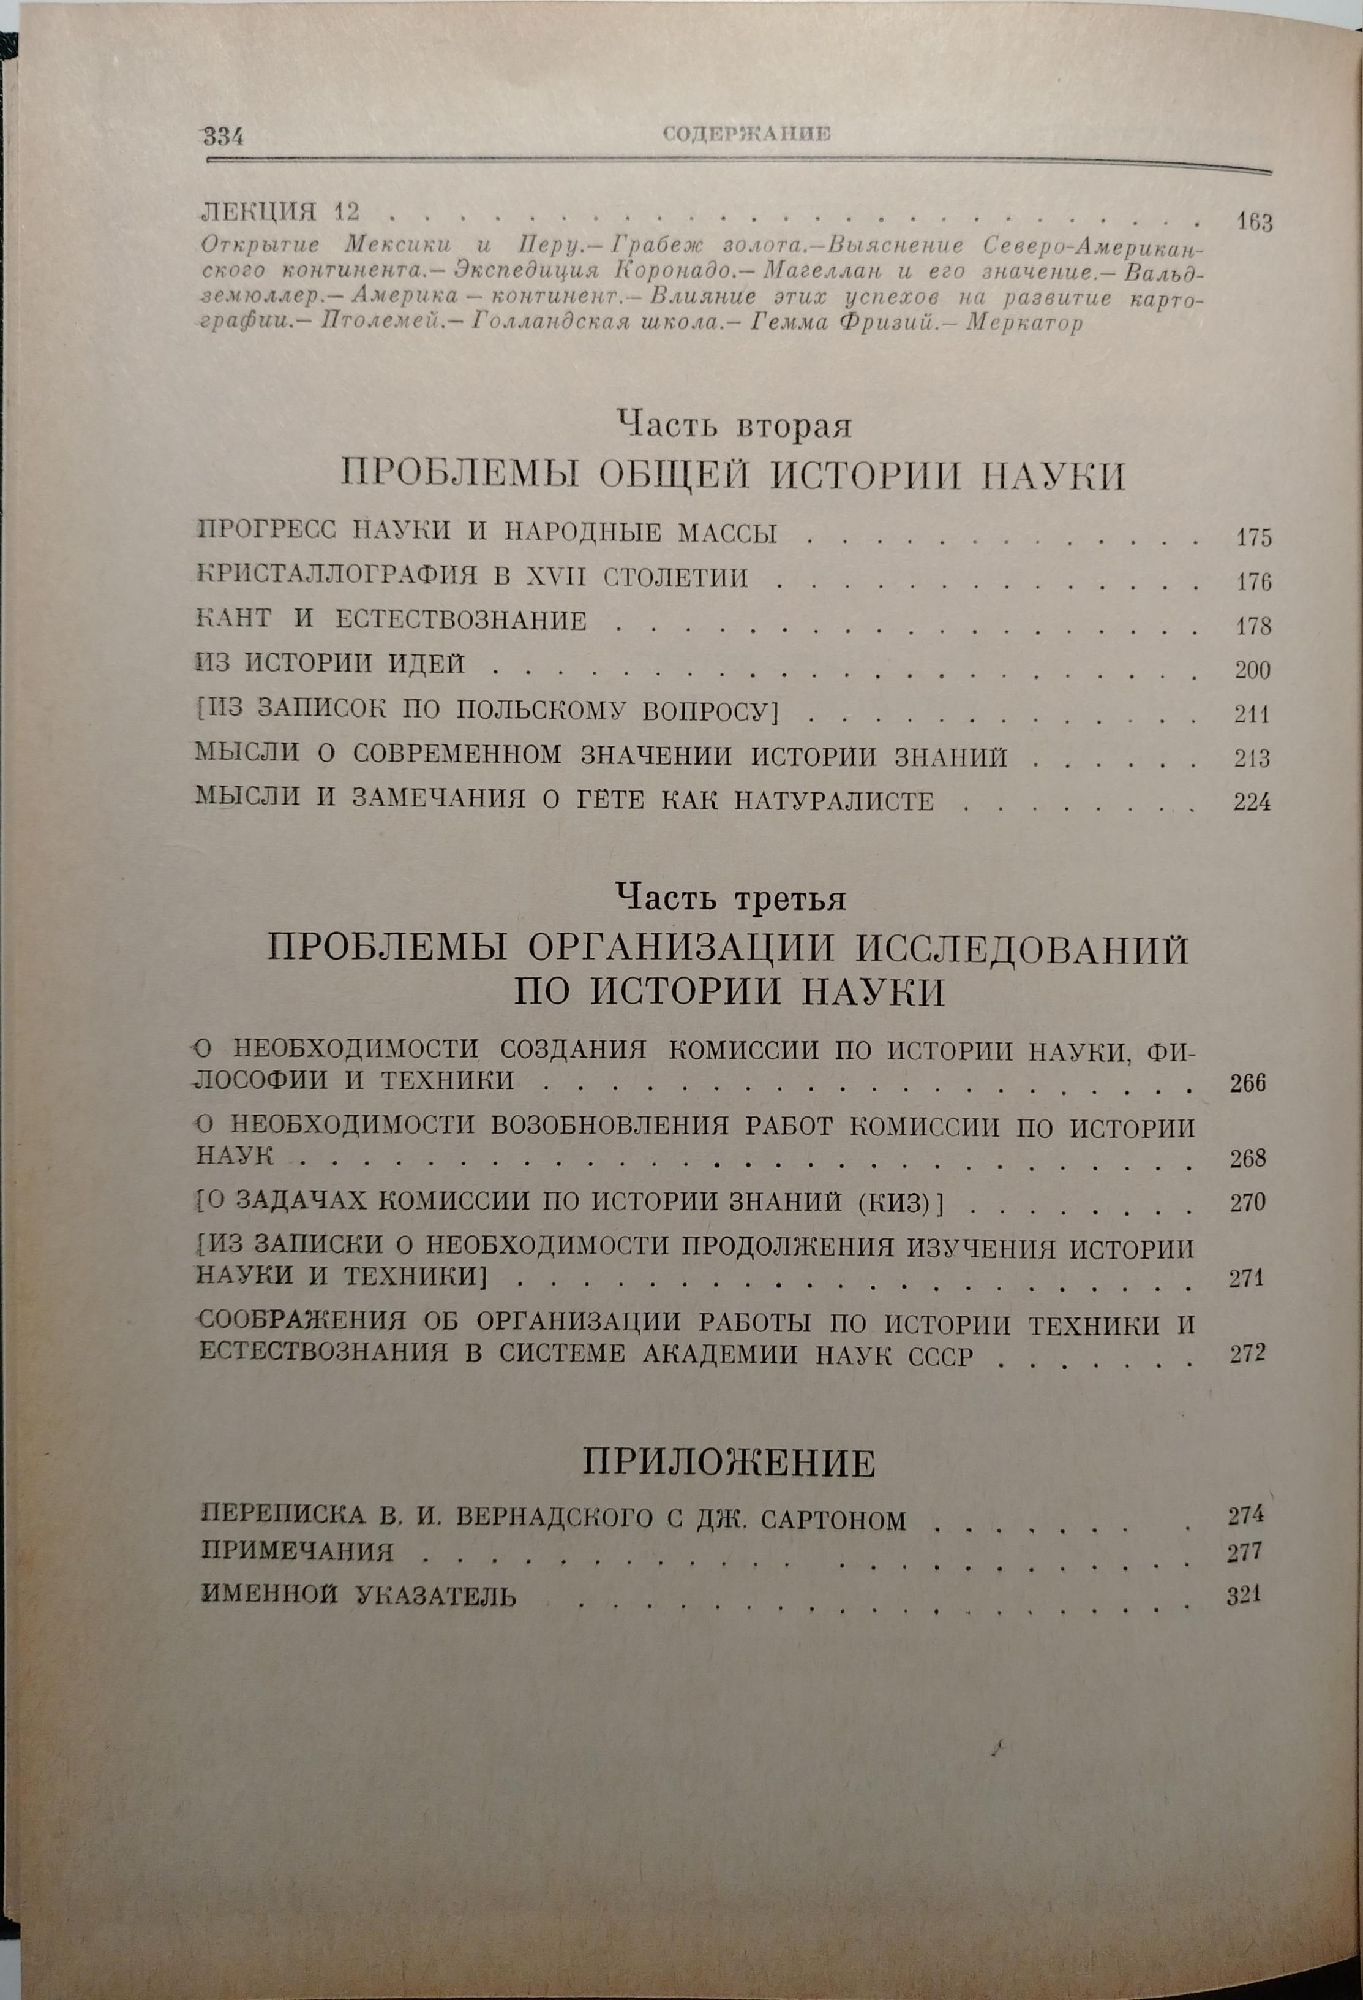 334 СОДЕРЖАНИЕ
ЛЕКЦИЯ 12 . . . . . . . . . . . . . . . . . . . . . . . . 163
Открытие Мексики и Перу.— Грабеж золота.—Выяснение Северо-Американ-
ского континента.— Экспедиция Коронадо.— Магеллан и его значение.— Вальд-
земюллер.— Америка — континент.— Влияние этих успехов на развитие карто-
графии.— Птолемей.— Голландская школа.— Гемма Фризий.— Меркатор
Часть вторая
ПРОБЛЕМЫ ОБЩЕЙ ИСТОРИИ НАУКИ
ПРОГРЕСС НАУКИ И НАРОДНЫЕ МАССЫ . . . . . . . . . . . . . 175
КРИСТАЛЛОГРАФИЯ В XVII СТОЛЕТИИ . . . . . . . . . . . . . 176
КАНТ И ЕСТЕСТВОЗНАНИЕ . . . . . . . . . . . . . . . . . . 178
ИЗ ИСТОРИИ ИДЕЙ . . . . . . . . . . . . . . . . . . . . . 200
[ИЗ ЗАПИСОК ПО ПОЛЬСКОМУ ВОПРОСУ] . . . . . . . . . . . . . 211
МЫСЛИ О СОВРЕМЕННОМ ЗНАЧЕНИИ ИСТОРИИ ЗНАНИЙ . . . . . . 213
МЫСЛИ И ЗАМЕЧАНИЯ О ГЁТЕ КАК НАТУРАЛИСТЕ . . . . . . . . 224
Часть третья
ПРОБЛЕМЫ ОРГАНИЗАЦИИ ИССЛЕДОВАНИЙ
ПО ИСТОРИИ НАУКИ
О НЕОБХОДИМОСТИ СОЗДАНИЯ КОМИССИИ ПО ИСТОРИИ НАУКИ, ФИ-
ЛОСОФИИ И ТЕХНИКИ . . . . . . . . . . . . . . . . . . . . 266
О НЕОБХОДИМОСТИ ВОЗОБНОВЛЕНИЯ РАБОТ КОМИССИИ ПО ИСТОРИИ
НАУК . . . . . . . . . . . . . . . . . . . . . . . . . . . 268
[О ЗАДАЧАХ КОМИССИИ ПО ИСТОРИИ ЗНАНИЙ (КИЗ)] . . . . . . . . 270
[ИЗ ЗАПИСКИ О НЕОБХОДИМОСТИ ПРОДОЛЖЕНИЯ ИЗУЧЕНИЯ ИСТОРИИ
НАУКИ И ТЕХНИКИ] . . . . . . . . . . . . . . . . . . . . . 271
СООБРАЖЕНИЯ ОБ ОРГАНИЗАЦИИ РАБОТЫ ПО ИСТОРИИ ТЕХНИКИ И
ЕСТЕСТВОЗНАНИЯ В СИСТЕМЕ АКАДЕМИИ НАУК СССР . . . . . . . 272
ПРИЛОЖЕНИЕ
ПЕРЕПИСКА В. И. ВЕРНАДСКОГО С ДЖ. САРТОНОМ . . . . . . . . 274
ПРИМЕЧАНИЯ . . . . . . . . . . . . . . . . . . . . . . . 277
ИМЕННОЙ УКАЗАТЕЛЬ . . . . . . . . . . . . . . . . . . . . 321